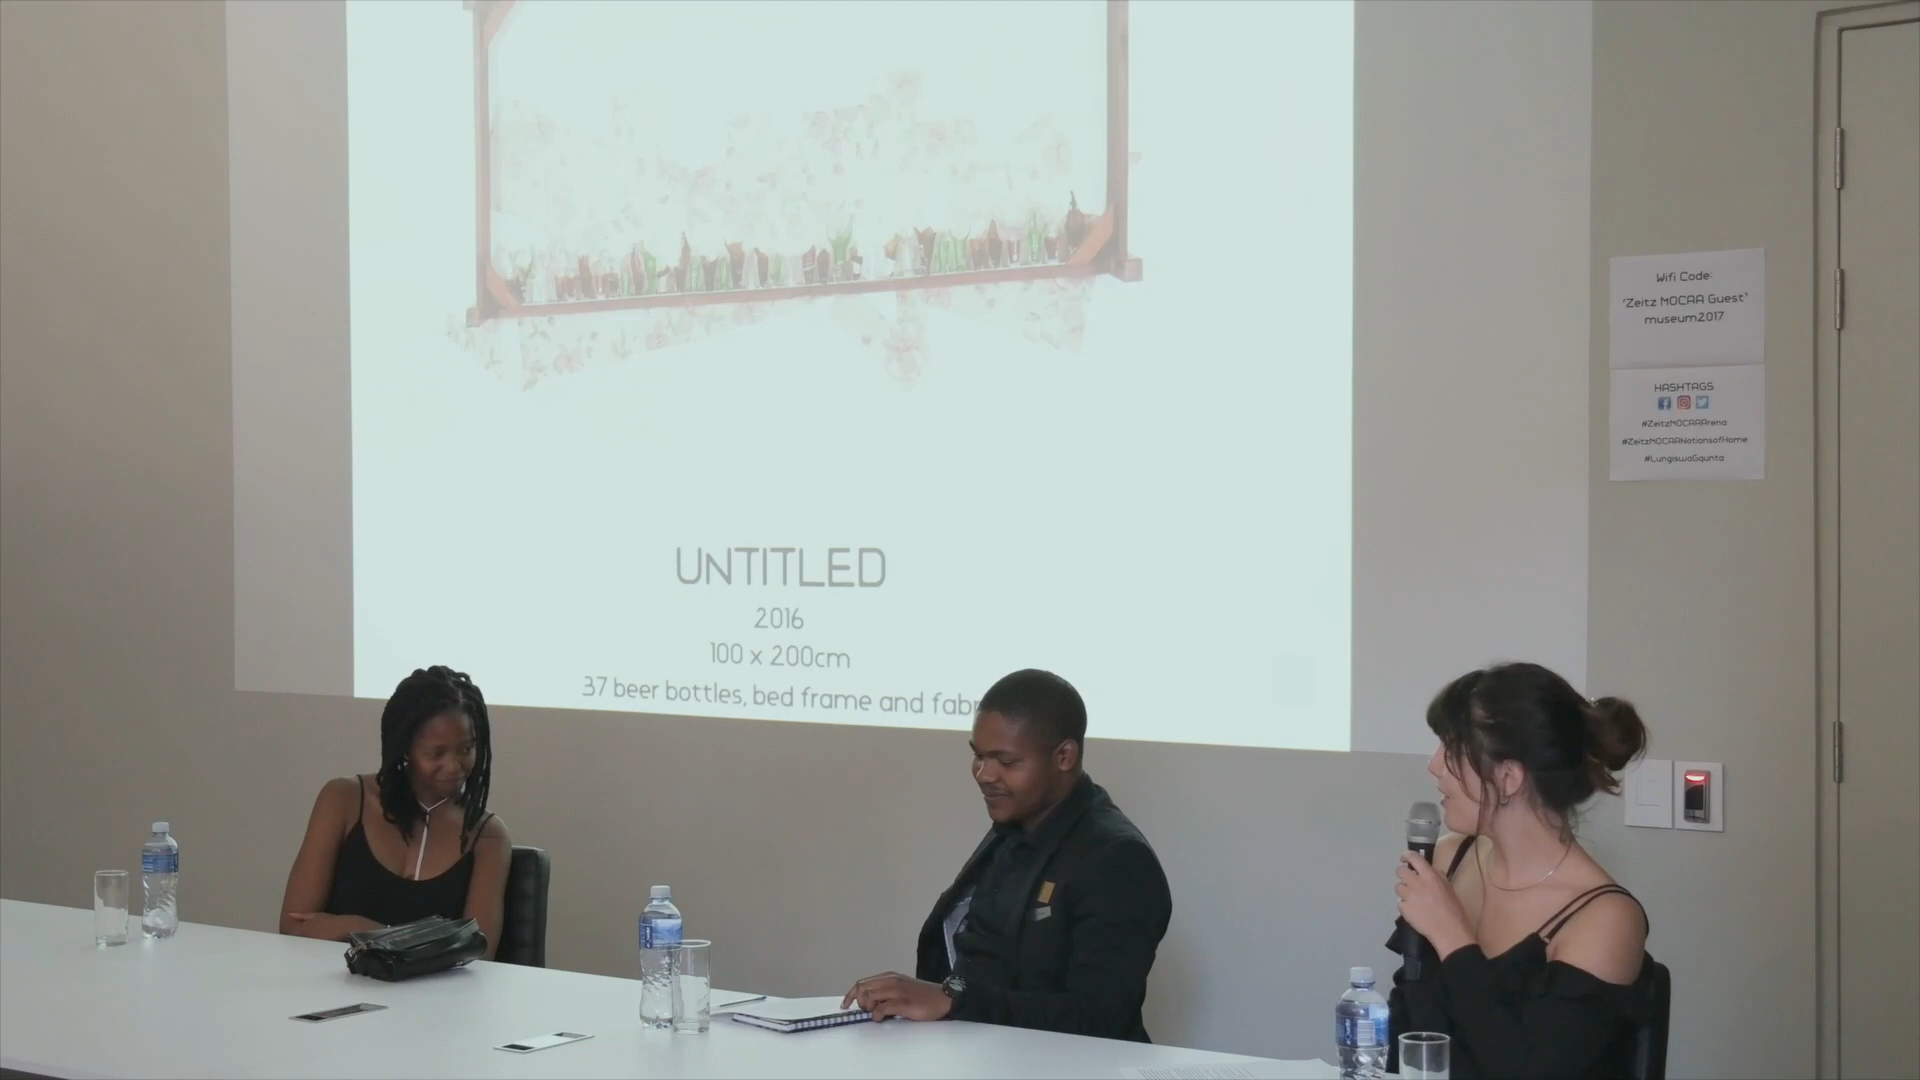 UNTITLED
2016
100 x 200cm
37 beer bottles, bed frame and fabr
Wifi Code:
'Zeitz MOCAA Guest'
museum2017
HASHTAGS
#ZeitzMOCAAArena
#ZeitzMOCAANotionsofHome
#LungiswaGqunta